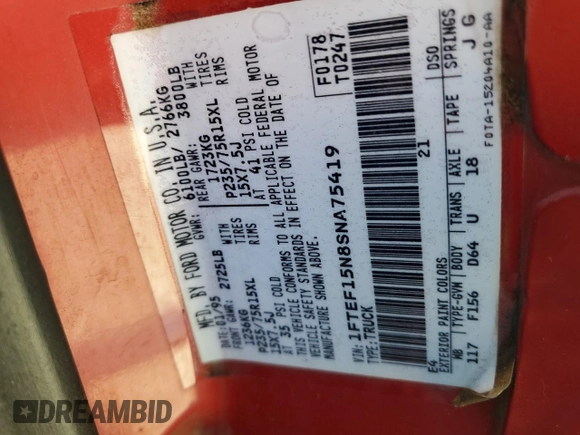 MFD. BY FORD MOTOR CO. IN U.S.A.
DATE: 01/95 GVWR: 6100LB/ 2766KG
FRONT GAWR: 2725LB REAR GAWR: 3800LB
1236KG WITH 1723KG WITH
P235/75R15XL TIRES P235/75R15XL TIRES
15X7.5J RIMS 15X7.5J RIMS
AT 35 PSI COLD AT 41 PSI COLD
THIS VEHICLE CONFORMS TO ALL APPLICABLE FEDERAL MOTOR
VEHICLE SAFETY STANDARDS IN EFFECT ON THE DATE OF
MANUFACTURE SHOWN ABOVE.
F0178
T0247
VIN: 1FTEF15N8SNA75419
TYPE: TRUCK
E4 21
EXTERIOR PAINT COLORS DSO
WB TYPE-GVW BODY TRANS AXLE TAPE SPRINGS
117 F156 D64 U 18 J G
F0TA-15204A10-AA
DREAMBID